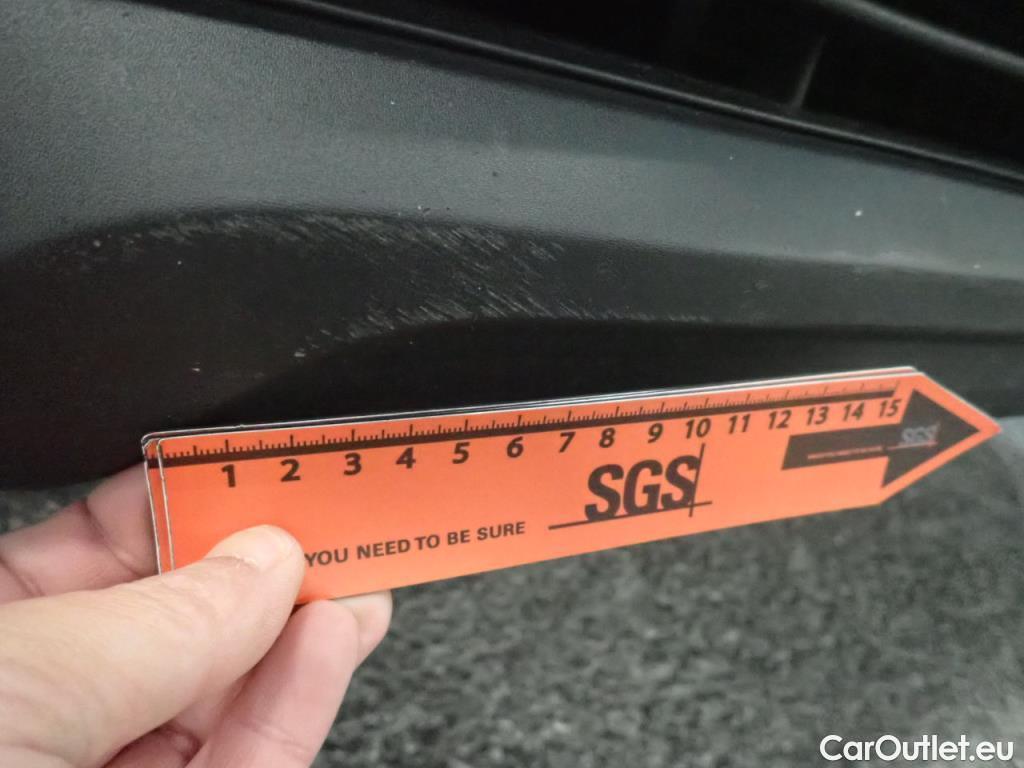 1 2 3 4 5 6 7 8 9 10 11 12 13 14 15
SGS
SGS
YOU NEED TO BE SURE
CarOutlet.eu